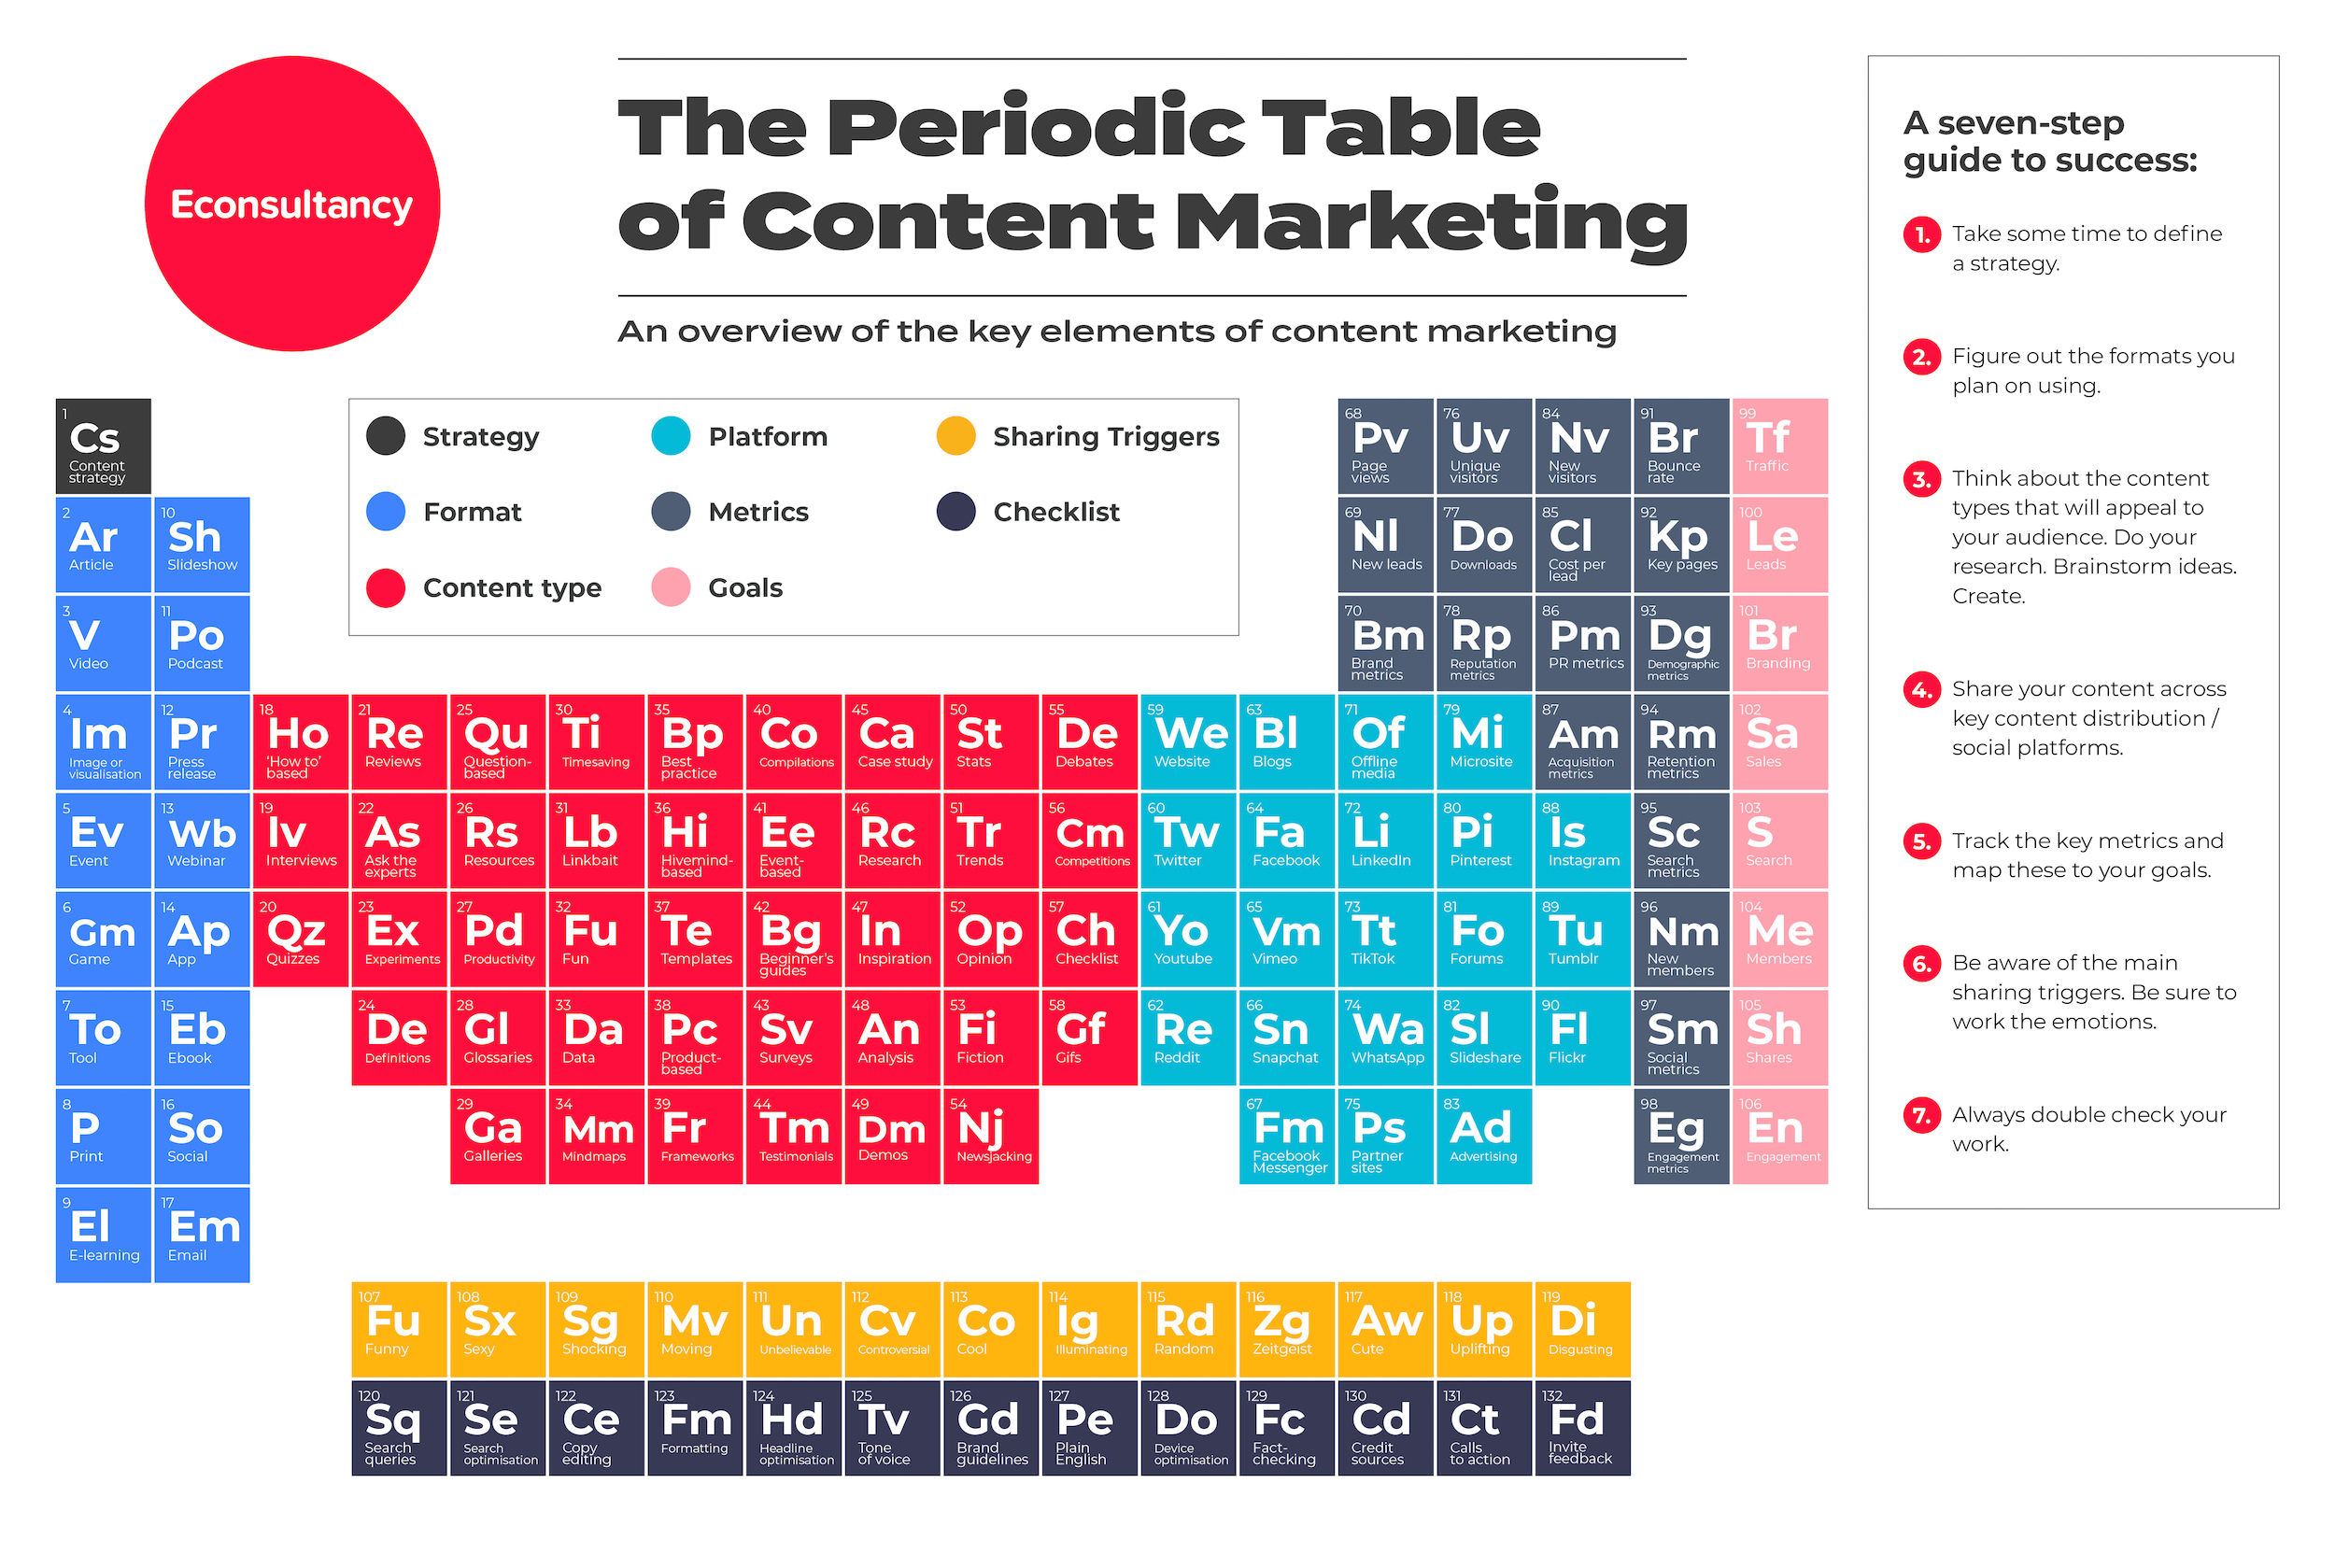 Econsultancy
The Periodic Table
of Content Marketing
An overview of the key elements of content marketing
A seven-step
guide to success:
1. Take some time to define
a strategy.
2. Figure out the formats you
plan on using.
3. Think about the content
types that will appeal to
your audience. Do your
research. Brainstorm ideas.
Create.
4. Share your content across
key content distribution /
social platforms.
5. Track the key metrics and
map these to your goals.
6. Be aware of the main
sharing triggers. Be sure to
work the emotions.
7. Always double check your
work.
Strategy
Platform
Sharing Triggers
Format
Metrics
Checklist
Content type
Goals
1
Cs
Content
strategy
68
Pv
Page
views
76
Uv
Unique
visitors
84
Nv
New
visitors
91
Br
Bounce
rate
99
Tf
Traffic
2
Ar
Article
10
Sh
Slideshow
69
Nl
New leads
77
Do
Downloads
85
Cl
Cost per
lead
92
Kp
Key pages
100
Le
Leads
3
V
Video
11
Po
Podcast
70
Bm
Brand
metrics
78
Rp
Reputation
metrics
86
Pm
PR metrics
93
Dg
Demographic
metrics
101
Br
Branding
4
Im
Image or
visualisation
12
Pr
Press
release
18
Ho
'How to'
based
21
Re
Reviews
25
Qu
Question-
based
30
Ti
Timesaving
35
Bp
Best
practice
40
Co
Compilations
45
Ca
Case study
50
St
Stats
55
De
Debates
59
We
Website
63
Bl
Blogs
71
Of
Offline
media
79
Mi
Microsite
87
Am
Acquisition
metrics
94
Rm
Retention
metrics
102
Sa
Sales
5
Ev
Event
13
Wb
Webinar
19
Iv
Interviews
22
As
Ask the
experts
26
Rs
Resources
31
Lb
Linkbait
36
Hi
Hivemind-
based
41
Ee
Event-
based
46
Rc
Research
51
Tr
Trends
56
Cm
Competitions
60
Tw
Twitter
64
Fa
Facebook
72
Li
LinkedIn
80
Pi
Pinterest
88
Is
Instagram
95
Sc
Search
metrics
103
S
Search
6
Gm
Game
14
Ap
App
20
Qz
Quizzes
23
Ex
Experiments
27
Pd
Productivity
32
Fu
Fun
37
Te
Templates
42
Bg
Beginner's
guides
47
In
Inspiration
52
Op
Opinion
57
Ch
Checklist
61
Yo
Youtube
65
Vm
Vimeo
73
Tt
TikTok
81
Fo
Forums
89
Tu
Tumblr
96
Nm
New
members
104
Me
Members
7
To
Tool
15
Eb
Ebook
24
De
Definitions
28
Gl
Glossaries
33
Da
Data
38
Pc
Product-
based
43
Sv
Surveys
48
An
Analysis
53
Fi
Fiction
58
Gf
Gifs
62
Re
Reddit
66
Sn
Snapchat
74
Wa
WhatsApp
82
Sl
Slideshare
90
Fl
Flickr
97
Sm
Social
metrics
105
Sh
Shares
8
P
Print
16
So
Social
29
Ga
Galleries
34
Mm
Mindmaps
39
Fr
Frameworks
44
Tm
Testimonials
49
Dm
Demos
54
Nj
Newsjacking
67
Fm
Facebook
Messenger
75
Ps
Partner
sites
83
Ad
Advertising
98
Eg
Engagement
metrics
106
En
Engagement
9
El
E-learning
17
Em
Email
107
Fu
Funny
108
Sx
Sexy
109
Sg
Shocking
110
Mv
Moving
111
Un
Unbelievable
112
Cv
Controversial
113
Co
Cool
114
Ig
Illuminating
115
Rd
Random
116
Zg
Zeitgeist
117
Aw
Cute
118
Up
Uplifting
119
Di
Disgusting
120
Sq
Search
queries
121
Se
Search
optimisation
122
Ce
Copy
editing
123
Fm
Formatting
124
Hd
Headline
optimisation
125
Tv
Tone
of voice
126
Gd
Brand
guidelines
127
Pe
Plain
English
128
Do
Device
optimisation
129
Fc
Fact-
checking
130
Cd
Credit
sources
131
Ct
Calls
to action
132
Fd
Invite
feedback